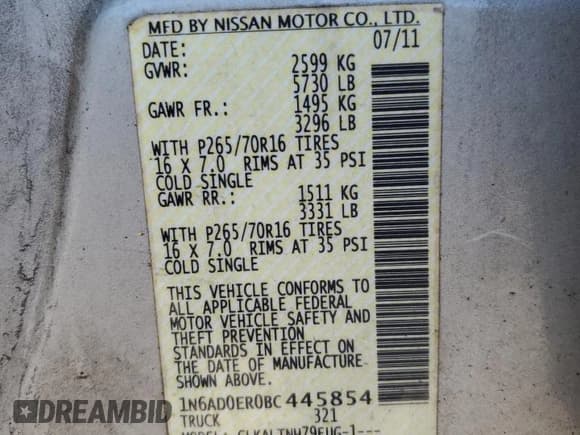 MFD BY NISSAN MOTOR CO., LTD.
DATE: 07/11
GVWR: 2599 KG
5730 LB
GAWR FR.: 1495 KG
3296 LB
WITH P265/70R16 TIRES
16 X 7.0 RIMS AT 35 PSI
COLD SINGLE
GAWR RR.: 1511 KG
3331 LB
WITH P265/70R16 TIRES
16 X 7.0 RIMS AT 35 PSI
COLD SINGLE
THIS VEHICLE CONFORMS TO
ALL APPLICABLE FEDERAL
MOTOR VEHICLE SAFETY AND
THEFT PREVENTION
STANDARDS IN EFFECT ON
THE DATE OF MANUFACTURE
SHOWN ABOVE.
1N6AD0ER0BC 445854
TRUCK 321
RideSafely